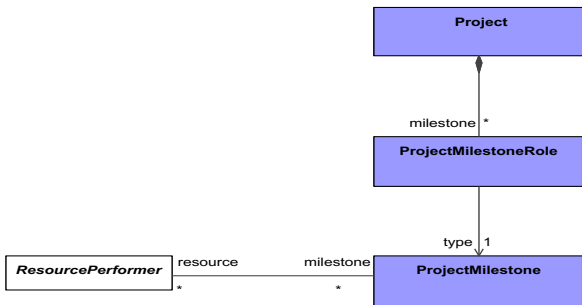 Project
milestone *
ProjectMilestoneRole
type 1
resource milestone
ResourcePerformer ProjectMilestone
* *